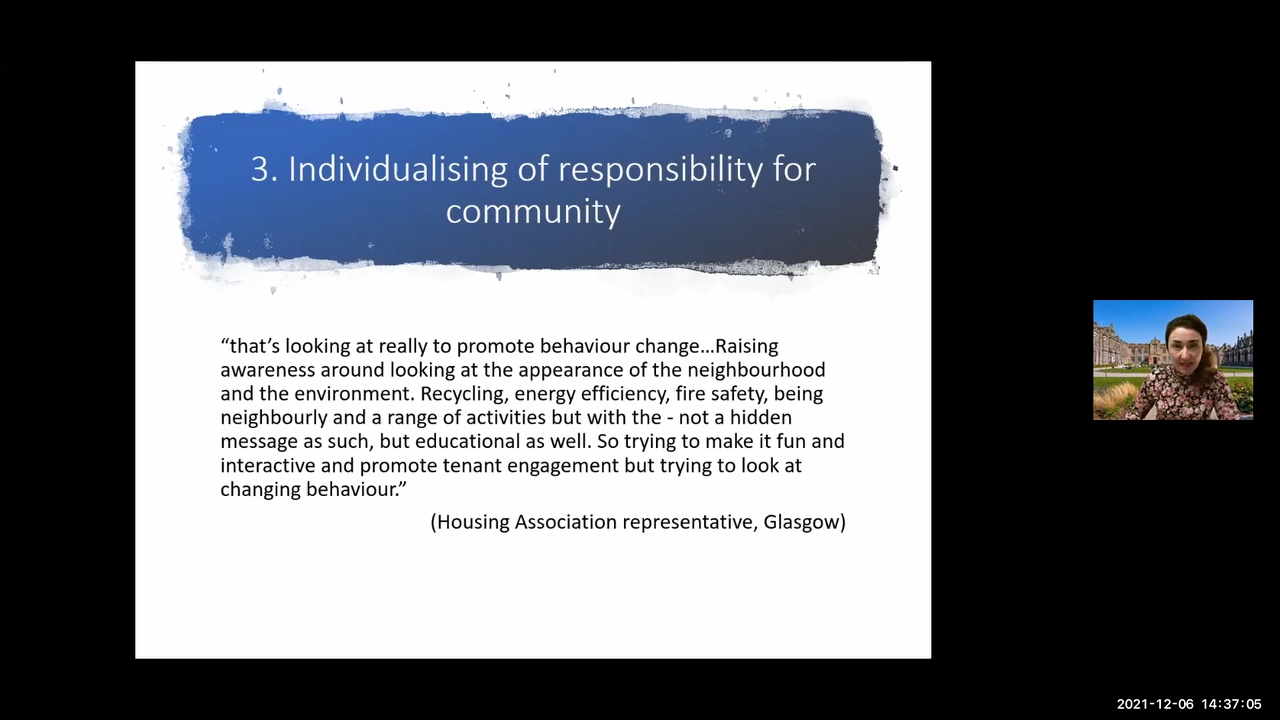 3. Individualising of responsibility for
community
“that’s looking at really to promote behaviour change…Raising
awareness around looking at the appearance of the neighbourhood
and the environment. Recycling, energy efficiency, fire safety, being
neighbourly and a range of activities but with the - not a hidden
message as such, but educational as well. So trying to make it fun and
interactive and promote tenant engagement but trying to look at
changing behaviour.”
(Housing Association representative, Glasgow)
2021-12-06 14:37:05